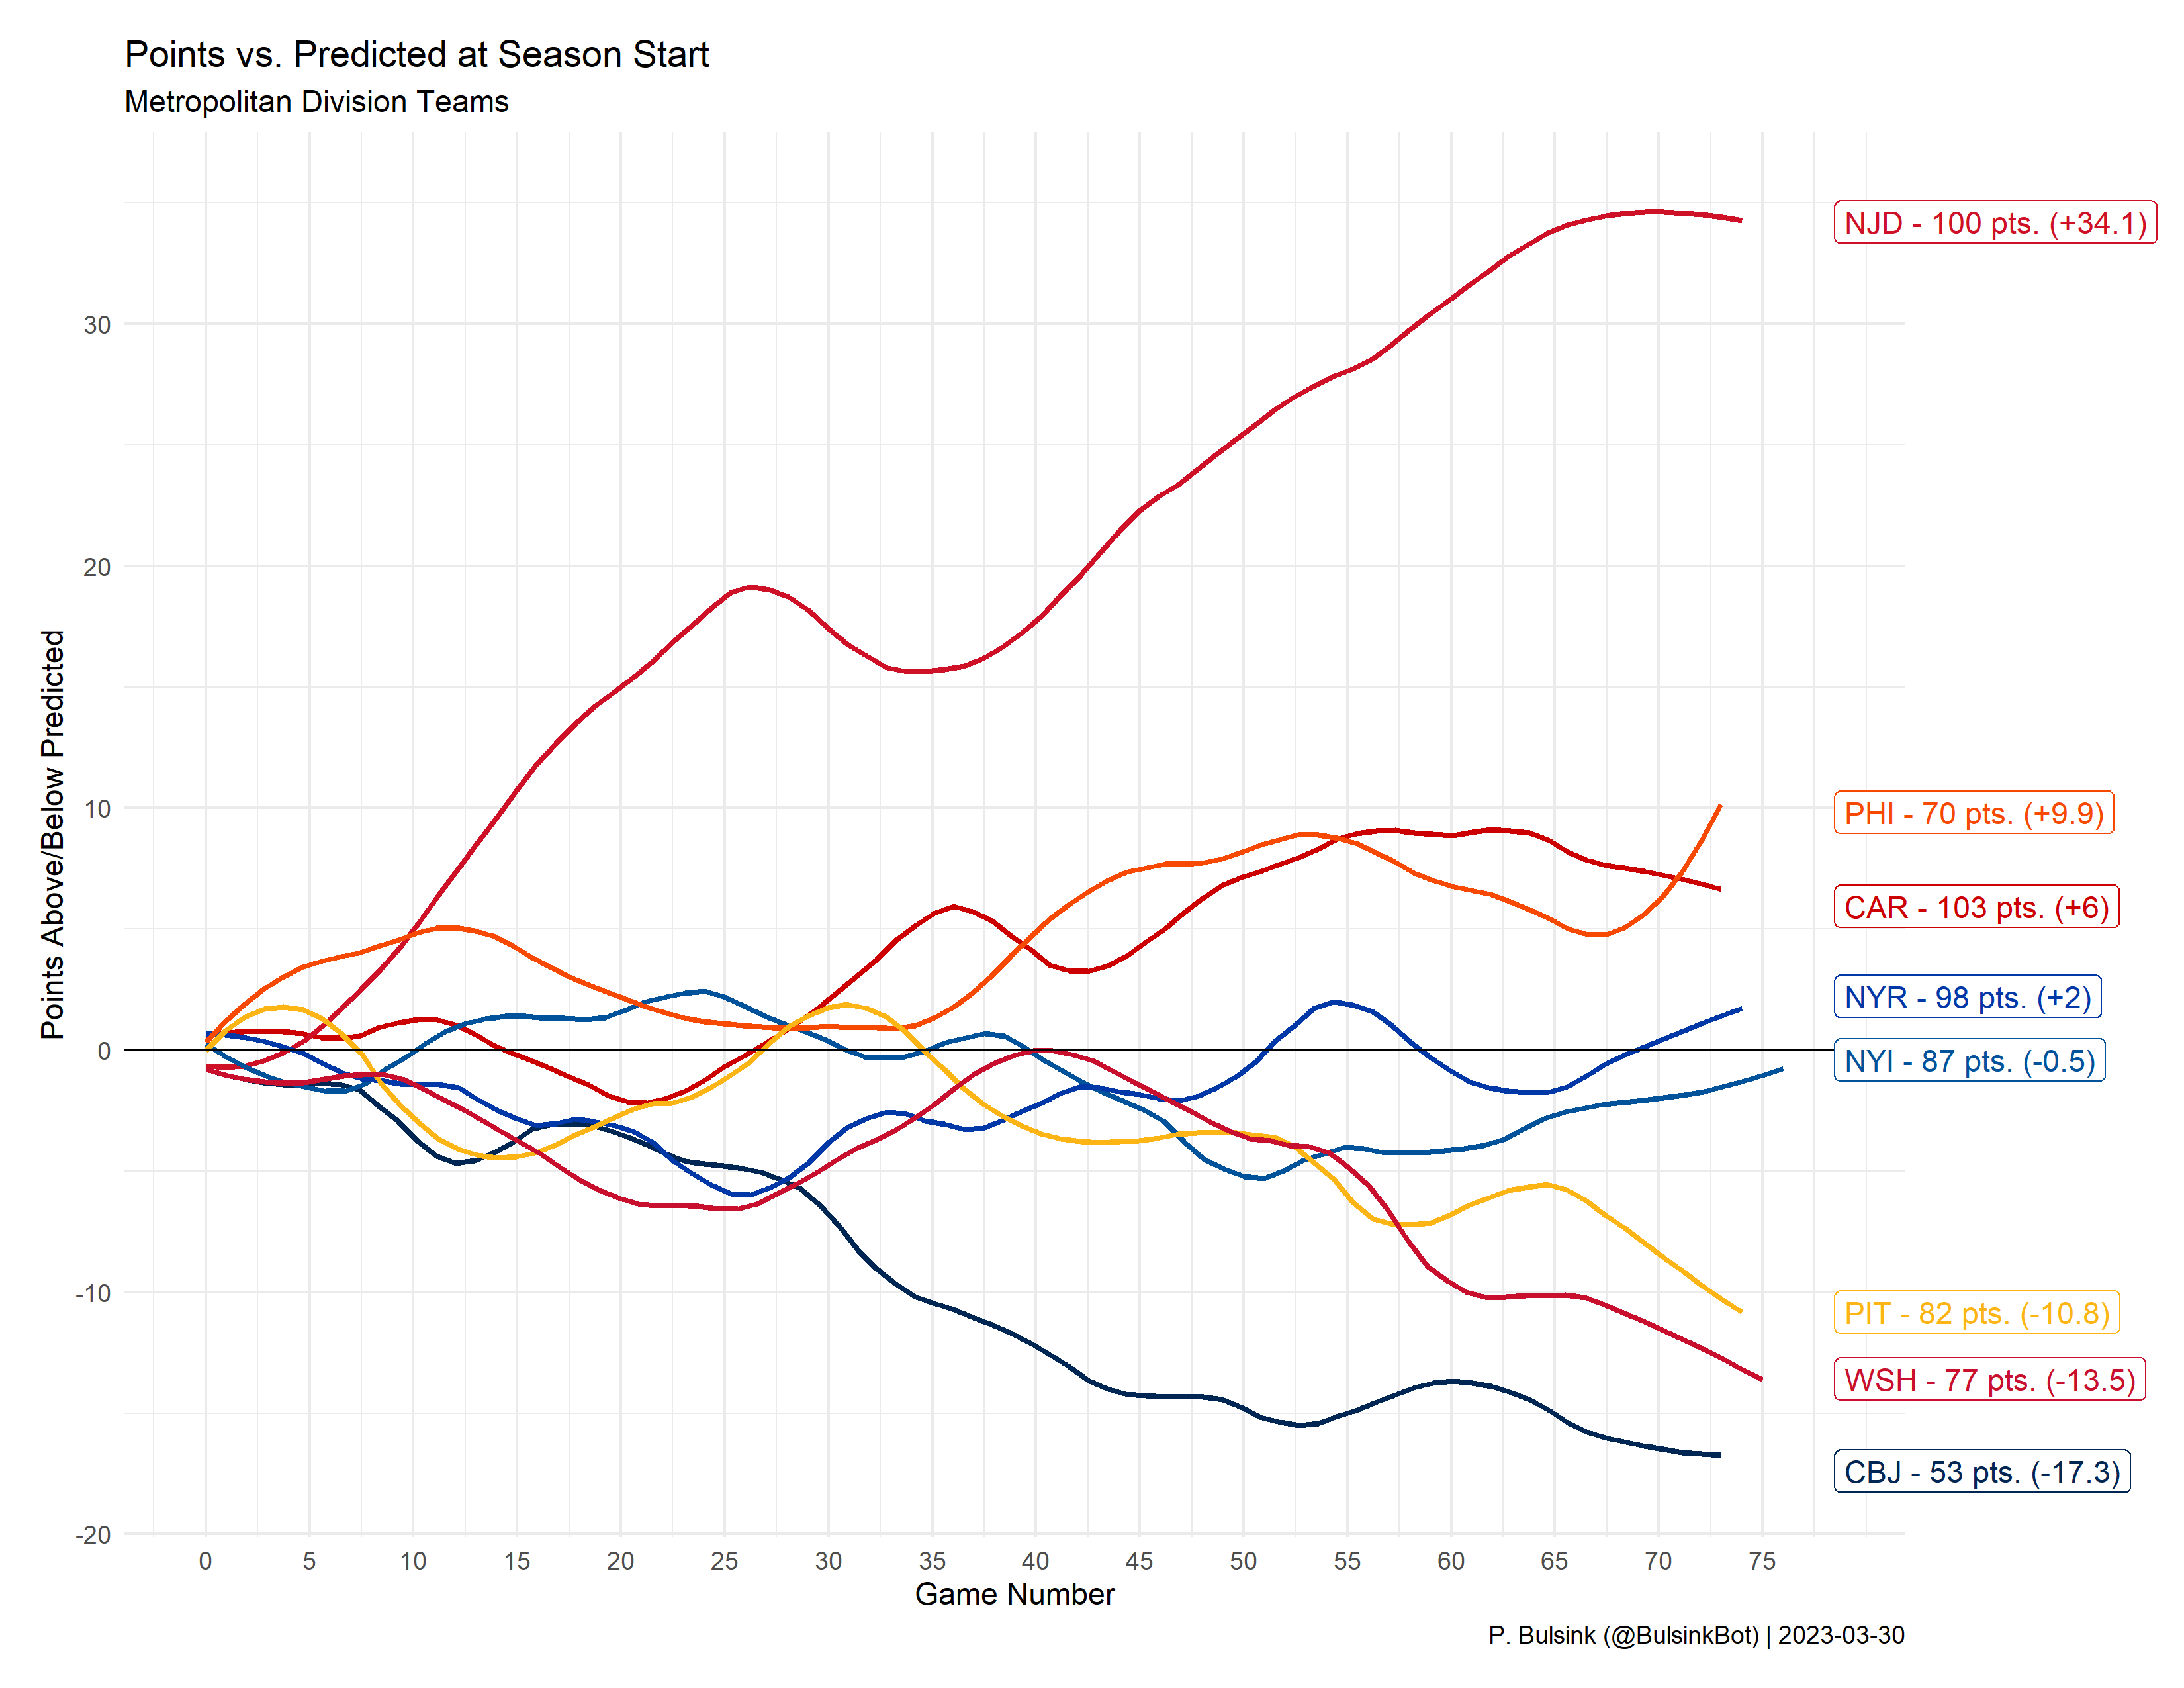 Points vs. Predicted at Season Start
Metropolitan Division Teams
Points Above/Below Predicted
30
20
10
0
-10
-20
NJD - 100 pts. (+34.1)
PHI - 70 pts. (+9.9)
CAR - 103 pts. (+6)
NYR - 98 pts. (+2)
NYI - 87 pts. (-0.5)
PIT - 82 pts. (-10.8)
WSH - 77 pts. (-13.5)
CBJ - 53 pts. (-17.3)
0 5 10 15 20 25 30 35 40 45 50 55 60 65 70 75
Game Number
P. Bulsink (@BulsinkBot) | 2023-03-30